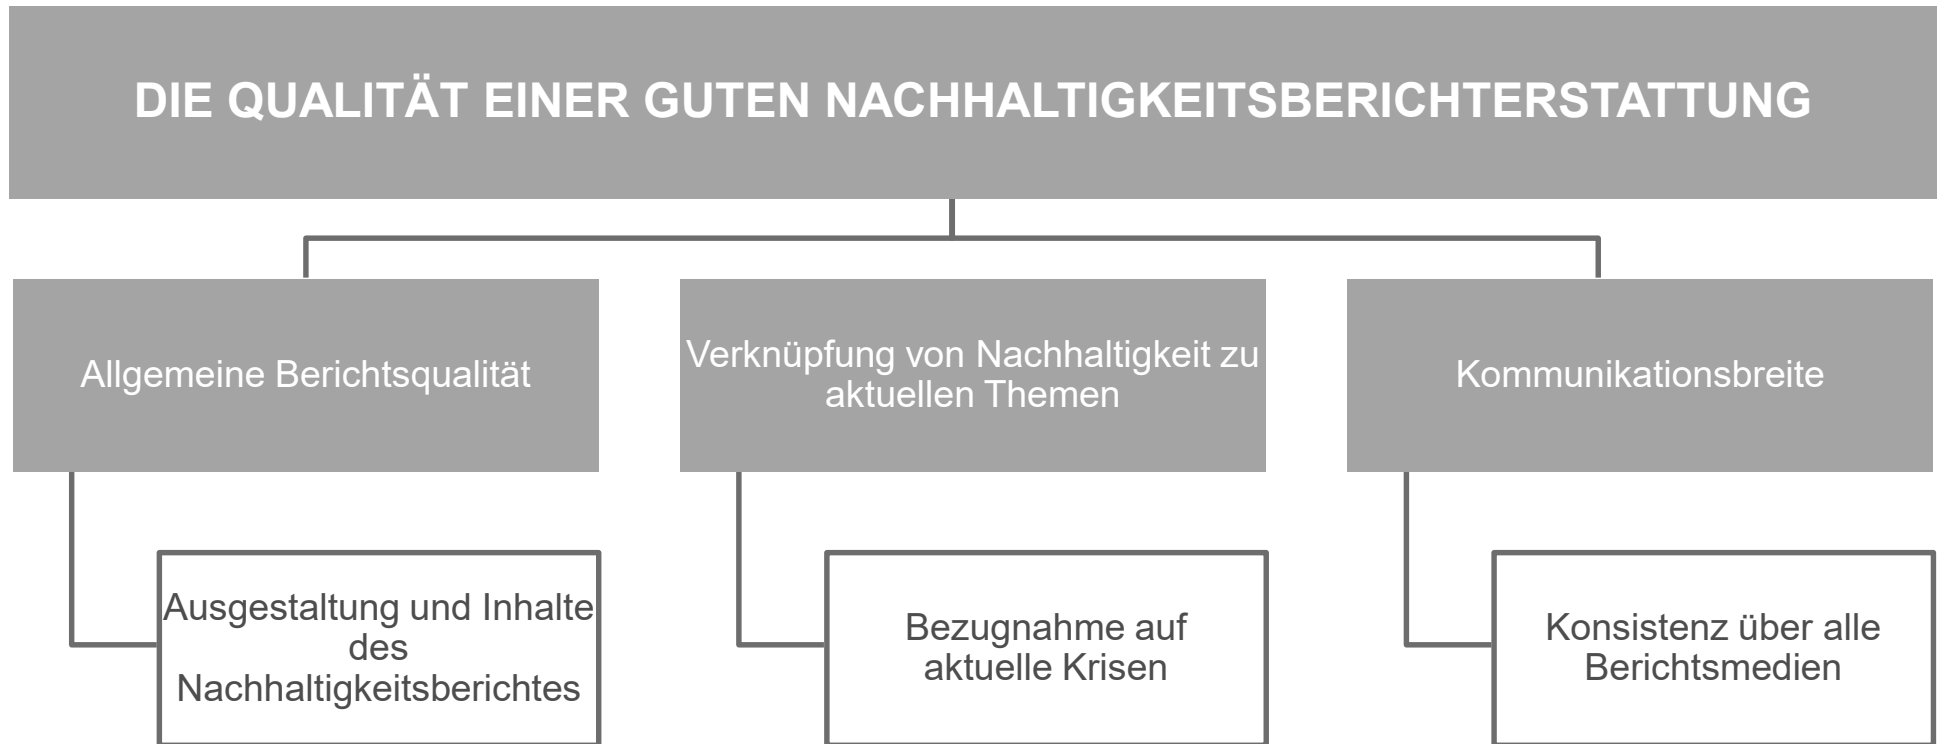 DIE QUALITÄT EINER GUTEN NACHHALTIGKEITSBERICHTERSTATTUNG
Allgemeine Berichtsqualität
Verknüpfung von Nachhaltigkeit zu
aktuellen Themen
Kommunikationsbreite
Ausgestaltung und Inhalte
des
Nachhaltigkeitsberichtes
Bezugnahme auf
aktuelle Krisen
Konsistenz über alle
Berichtsmedien